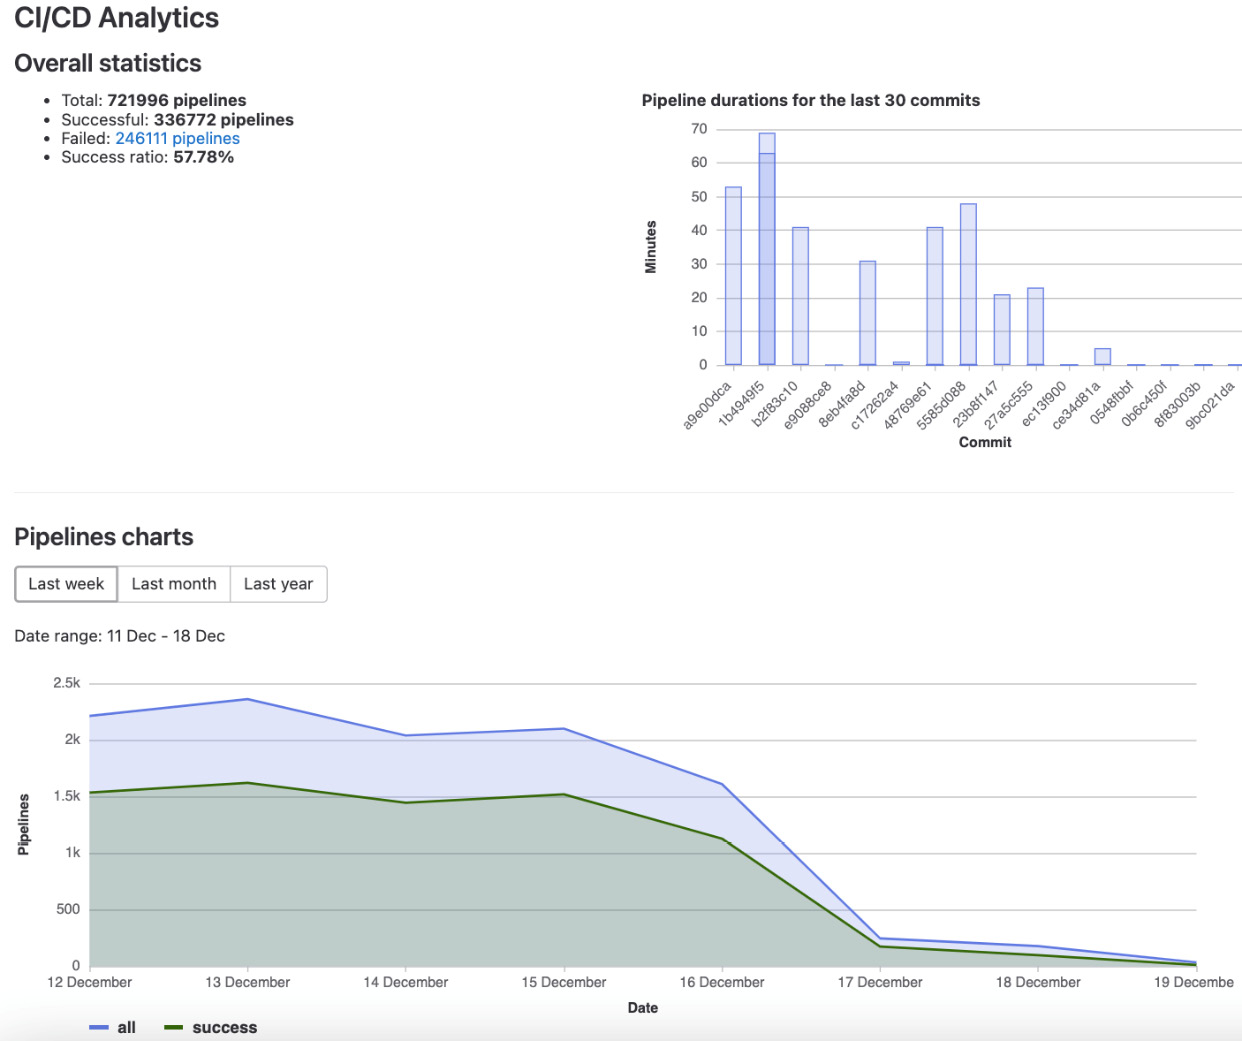 CI/CD Analytics
Overall statistics
Total: 721996 pipelines
Successful: 336772 pipelines
Failed: 246111 pipelines
Success ratio: 57.78%
Pipeline durations for the last 30 commits
70
60
50
40
30
20
10
0
Minutes
a9e00dca
1b4949f5
b2f83c10
e9088ce8
8eb4fa8d
c17262a4
48769e61
5585d088
23b8f147
27a5c555
ec13f900
ce34d81a
0548fbbf
0b6c450f
8f83003b
9bc021da
Commit
Pipelines charts
Last week Last month Last year
Date range: 11 Dec - 18 Dec
2.5k
2k
1.5k
1k
500
0
Pipelines
12 December 13 December 14 December 15 December 16 December 17 December 18 December 19 Decembe
Date
all success